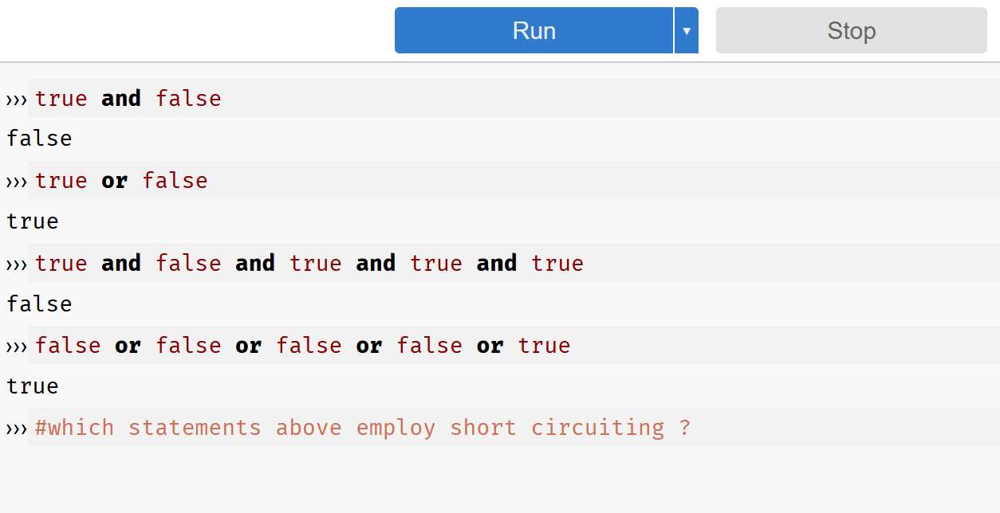 Run ▼ Stop
››› true and false
false
››› true or false
true
››› true and false and true and true and true
false
››› false or false or false or false or true
true
››› #which statements above employ short circuiting ?